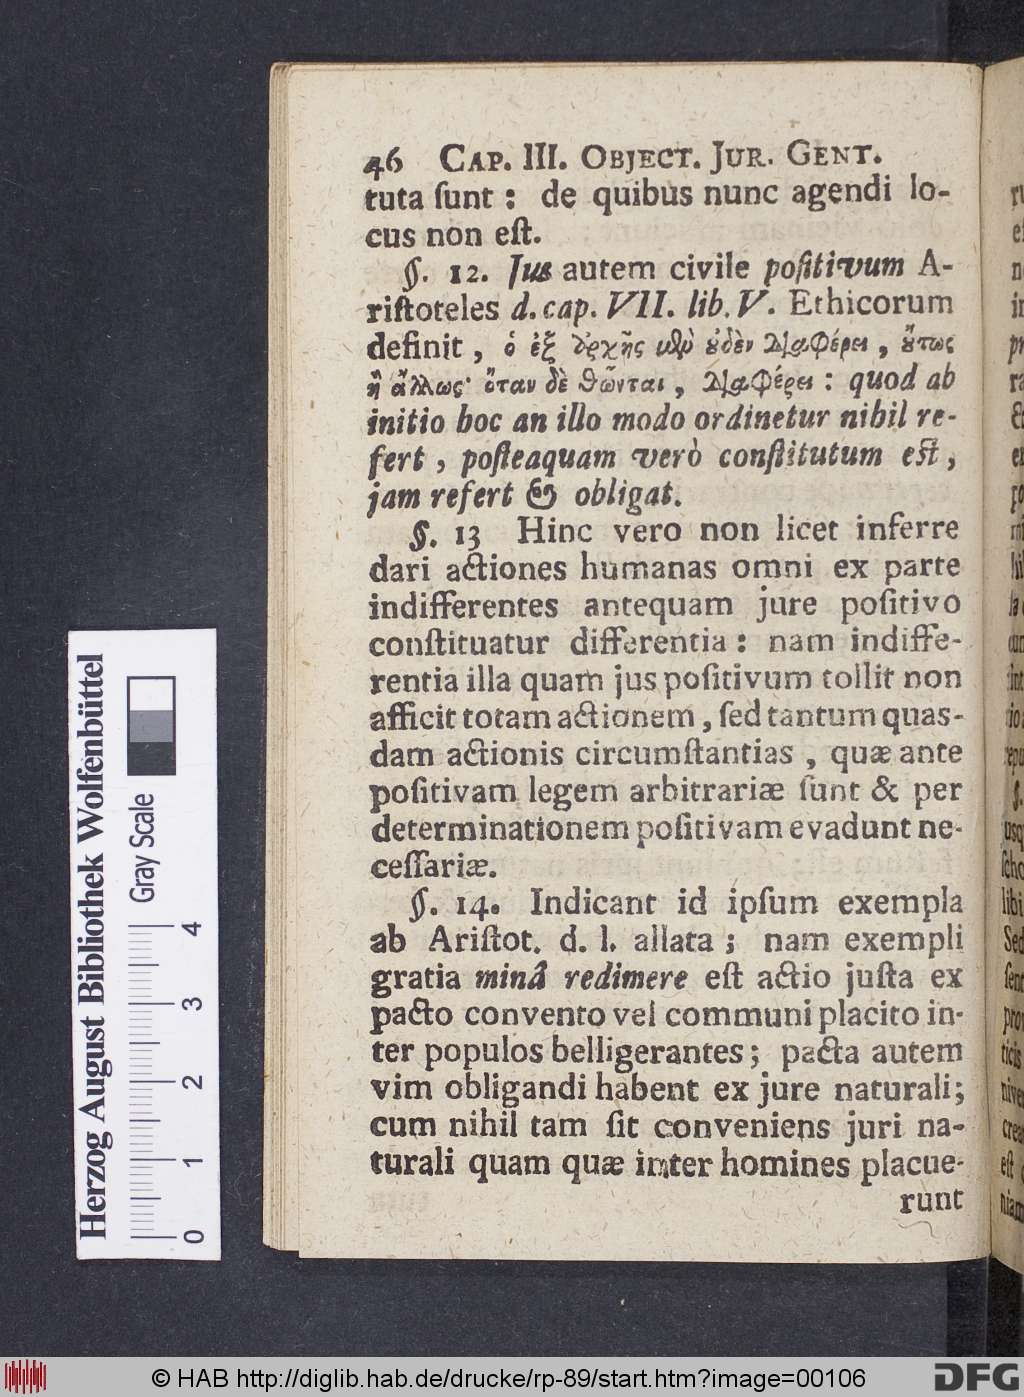 46 CAP. III. OBJECT. JUR. GENT.
tuta ſunt : de quibus nunc agendi lo-
cus non eſt.
§. 12. Jus autem civile poſitivum A-
riſtoteles d. cap. VII. lib. V. Ethicorum
definit, ὁ ἐξ ἀρχῆς μὲν ὐδὲν διαφέρει, ὕτως
ἢ ἄλλως· ὅταν δὲ θῶνται, διαφέρει : quod ab
initio hoc an illo modo ordinetur nihil re-
fert, poſteaquam verò conſtitutum eſt,
jam refert & obligat.
§. 13 Hinc vero non licet inferre
dari actiones humanas omni ex parte
indifferentes antequam jure poſitivo
conſtituatur differentia : nam indiffe-
rentia illa quam jus poſitivum tollit non
afficit totam actionem, ſed tantum quas-
dam actionis circumſtantias, quæ ante
poſitivam legem arbitrariæ ſunt & per
determinationem poſitivam evadunt ne-
ceſſariæ.
§. 14. Indicant id ipſum exempla
ab Ariſtot. d. l. allata; nam exempli
gratia minâ redimere eſt actio juſta ex
pacto convento vel communi placito in-
ter populos belligerantes; pacta autem
vim obligandi habent ex jure naturali;
cum nihil tam ſit conveniens juri na-
turali quam quæ inter homines placue-
runt
Herzog August Bibliothek Wolfenbüttel
Gray Scale
0 1 2 3 4
© HAB http://diglib.hab.de/drucke/rp-89/start.htm?image=00106
DFG